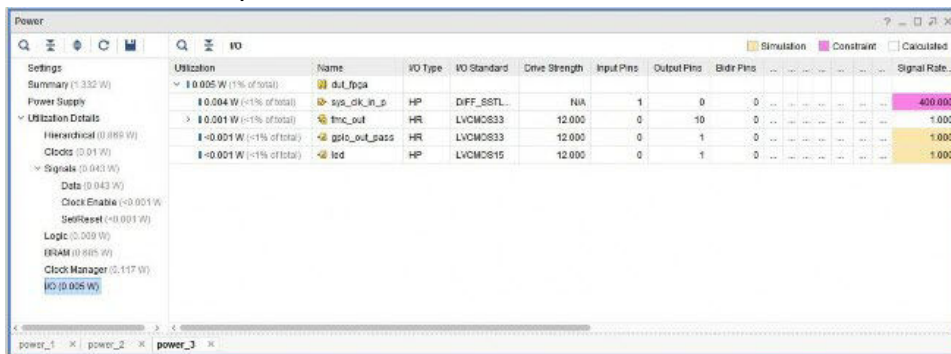 Power
I/O
Simulation Constraint Calculated
Settings
Summary (1.332 W)
Power Supply
Utilization Details
Hierarchical (0.869 W)
Clocks (0.01 W)
Signals (0.043 W)
Data (0.043 W)
Clock Enable (<0.001 W
Set/Reset (<0.001 W)
Logic (0.009 W)
BRAM (0.685 W)
Clock Manager (0.117 W)
I/O (0.005 W)
Utilization Name I/O Type I/O Standard Drive Strength Input Pins Output Pins Bidir Pins ... ... ... ... ... ... Signal Rate...
0.005 W (1% of total) dut_fpga
0.004 W (<1% of total) sys_clk_in_p HP DIFF_SSTL... N/A 1 0 0 ... ... ... ... ... ... 400.000
0.001 W (<1% of total) fmc_out HR LVCMOS33 12.000 0 10 0 ... ... ... ... ... ... 1.000
<0.001 W (<1% of total) gpio_out_pass HR LVCMOS33 12.000 0 1 0 ... ... ... ... ... ... 1.000
<0.001 W (<1% of total) led HP LVCMOS15 12.000 0 1 0 ... ... ... ... ... ... 1.000
power_1 power_2 power_3